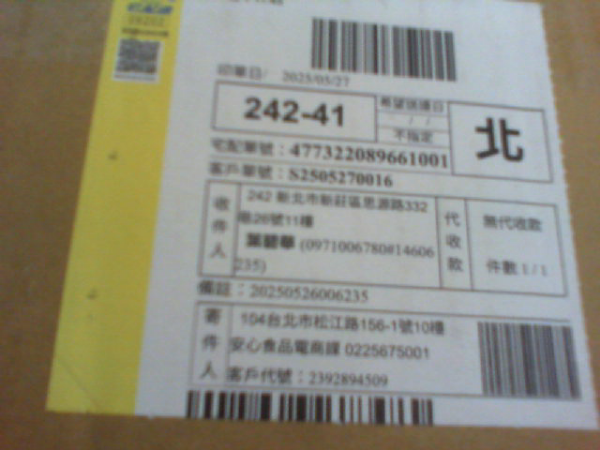 印單日/ 2025/05/27
242-41
希望送達日
/ /
不指定
北
宅配單號：477322089661001
客戶單號：S2505270016
收件人
242 新北市新莊區思源路332
巷26號11樓
葉碧華 (0971006780#14606
235)
代收款
無代收款
件數 1 / 1
備註：20250526006235
寄件人
104台北市松江路156-1號10樓
安心食品電商課 0225675001
客戶代號：2392894509